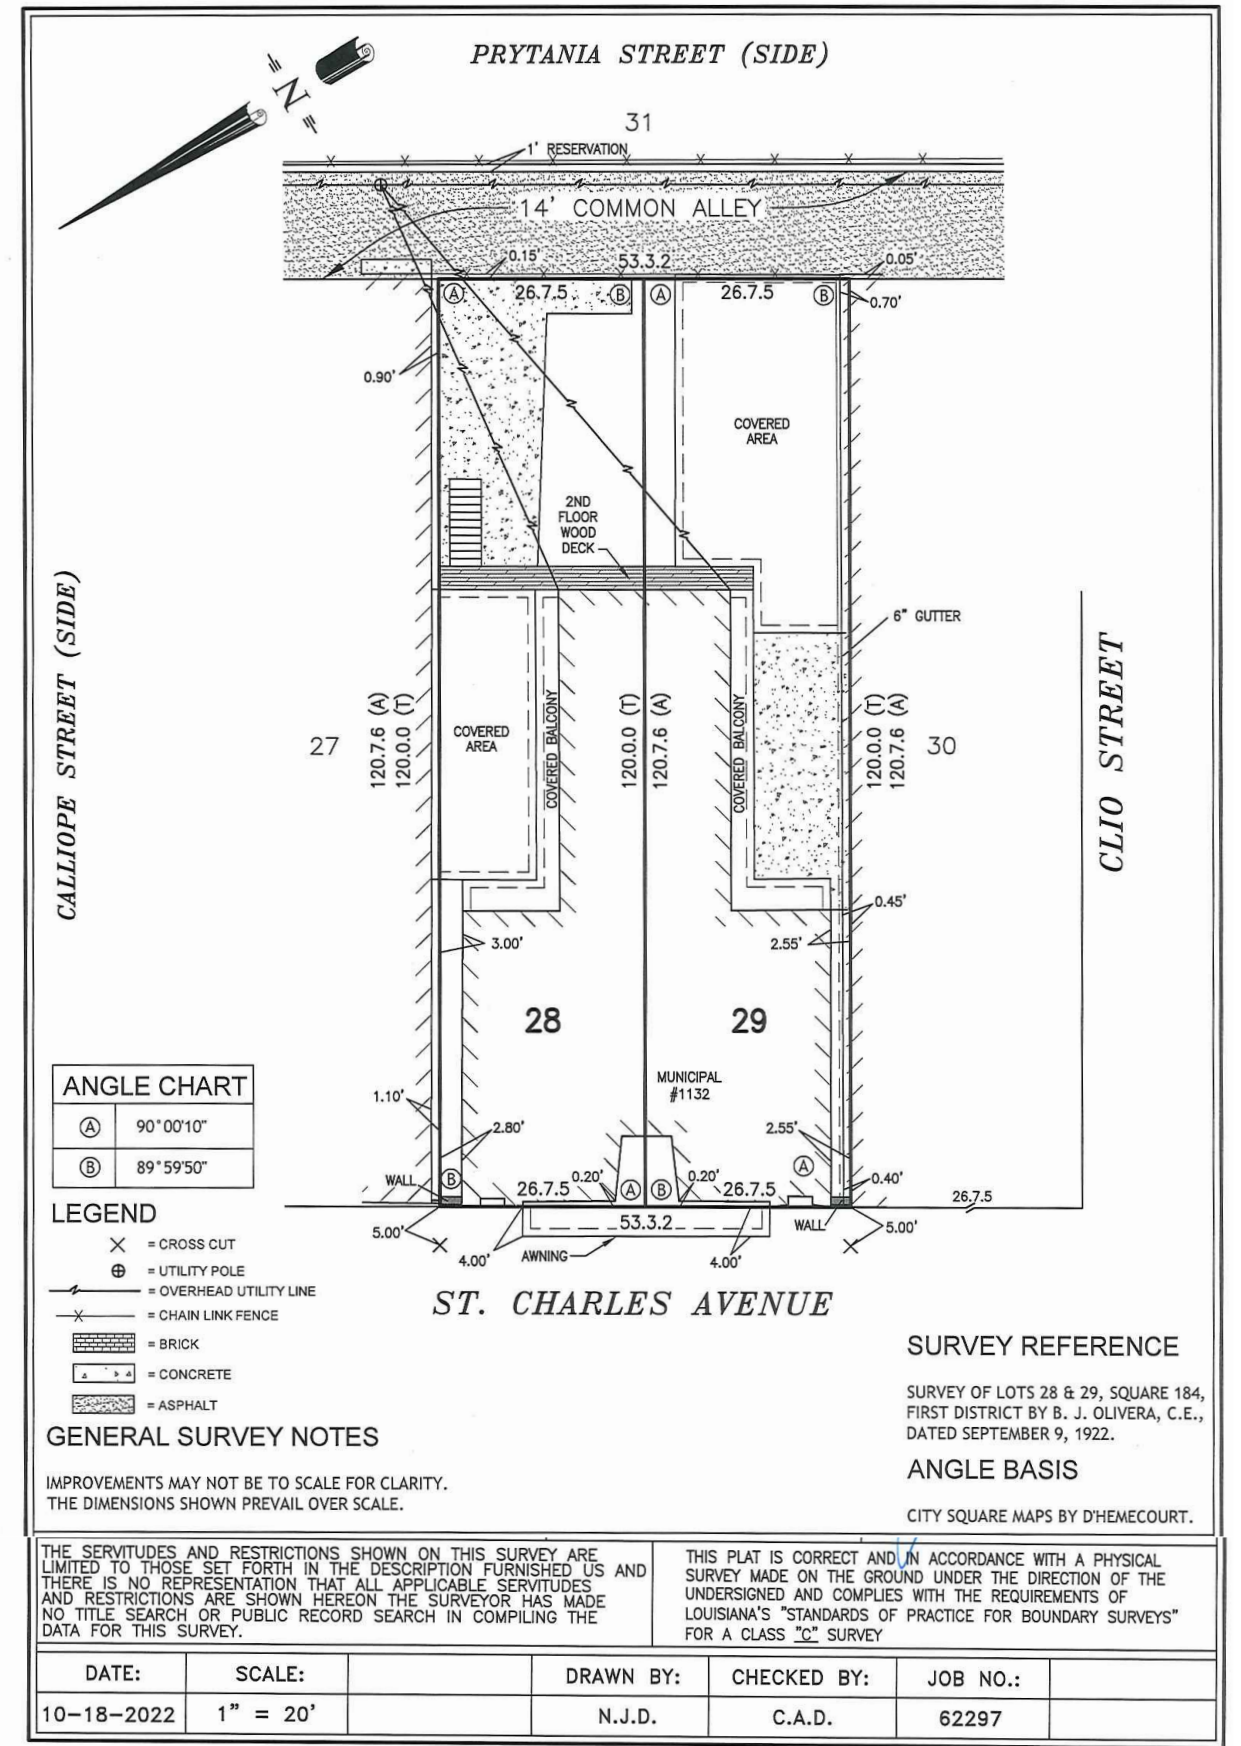 PRYTANIA STREET (SIDE)
=N=
31
1' RESERVATION
14' COMMON ALLEY
0.15'
53.3.2
0.05'
A
26.7.5
B
A
26.7.5
B
0.70'
0.90'
COVERED
AREA
2ND
FLOOR
WOOD
DECK
6" GUTTER
CALLIOPE STREET (SIDE)
CLIO STREET
27
120.7.6 (A)
120.0.0 (T)
COVERED
AREA
COVERED BALCONY
120.0.0 (T)
120.7.6 (A)
COVERED BALCONY
120.0.0 (T)
120.7.6 (A)
30
0.45'
3.00'
2.55'
28
29
MUNICIPAL
#1132
ANGLE CHART
A 90°00'10"
B 89°59'50"
1.10'
2.80'
2.55'
WALL
B
26.7.5
0.20'
A
B
0.20'
26.7.5
A
0.40'
26.7.5
5.00'
53.3.2
WALL
5.00'
4.00'
AWNING
4.00'
ST. CHARLES AVENUE
LEGEND
= CROSS CUT
= UTILITY POLE
= OVERHEAD UTILITY LINE
= CHAIN LINK FENCE
= BRICK
= CONCRETE
= ASPHALT
GENERAL SURVEY NOTES
IMPROVEMENTS MAY NOT BE TO SCALE FOR CLARITY.
THE DIMENSIONS SHOWN PREVAIL OVER SCALE.
SURVEY REFERENCE
SURVEY OF LOTS 28 & 29, SQUARE 184,
FIRST DISTRICT BY B. J. OLIVERA, C.E.,
DATED SEPTEMBER 9, 1922.
ANGLE BASIS
CITY SQUARE MAPS BY D'HEMECOURT.
THE SERVITUDES AND RESTRICTIONS SHOWN ON THIS SURVEY ARE
LIMITED TO THOSE SET FORTH IN THE DESCRIPTION FURNISHED US AND
THERE IS NO REPRESENTATION THAT ALL APPLICABLE SERVITUDES
AND RESTRICTIONS ARE SHOWN HEREON THE SURVEYOR HAS MADE
NO TITLE SEARCH OR PUBLIC RECORD SEARCH IN COMPILING THE
DATA FOR THIS SURVEY.
THIS PLAT IS CORRECT AND IN ACCORDANCE WITH A PHYSICAL
SURVEY MADE ON THE GROUND UNDER THE DIRECTION OF THE
UNDERSIGNED AND COMPLIES WITH THE REQUIREMENTS OF
LOUISIANA'S "STANDARDS OF PRACTICE FOR BOUNDARY SURVEYS"
FOR A CLASS "C" SURVEY
DATE: SCALE: DRAWN BY: CHECKED BY: JOB NO.:
10-18-2022 1" = 20' N.J.D. C.A.D. 62297